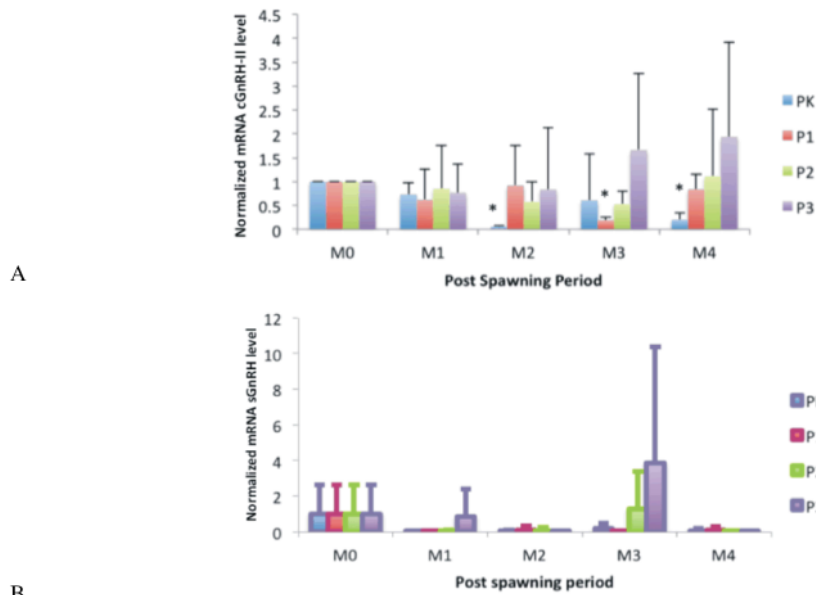 4.5
4
3.5
3
2.5
2
1.5
1
0.5
0
Normalized mRNA cGnRH-II level
* * *
M0 M1 M2 M3 M4
Post Spawning Period
PK
P1
P2
P3
A
12
10
8
6
4
2
0
Normalized mRNA sGnRH level
M0 M1 M2 M3 M4
Post spawning period
P
P
P
P
B